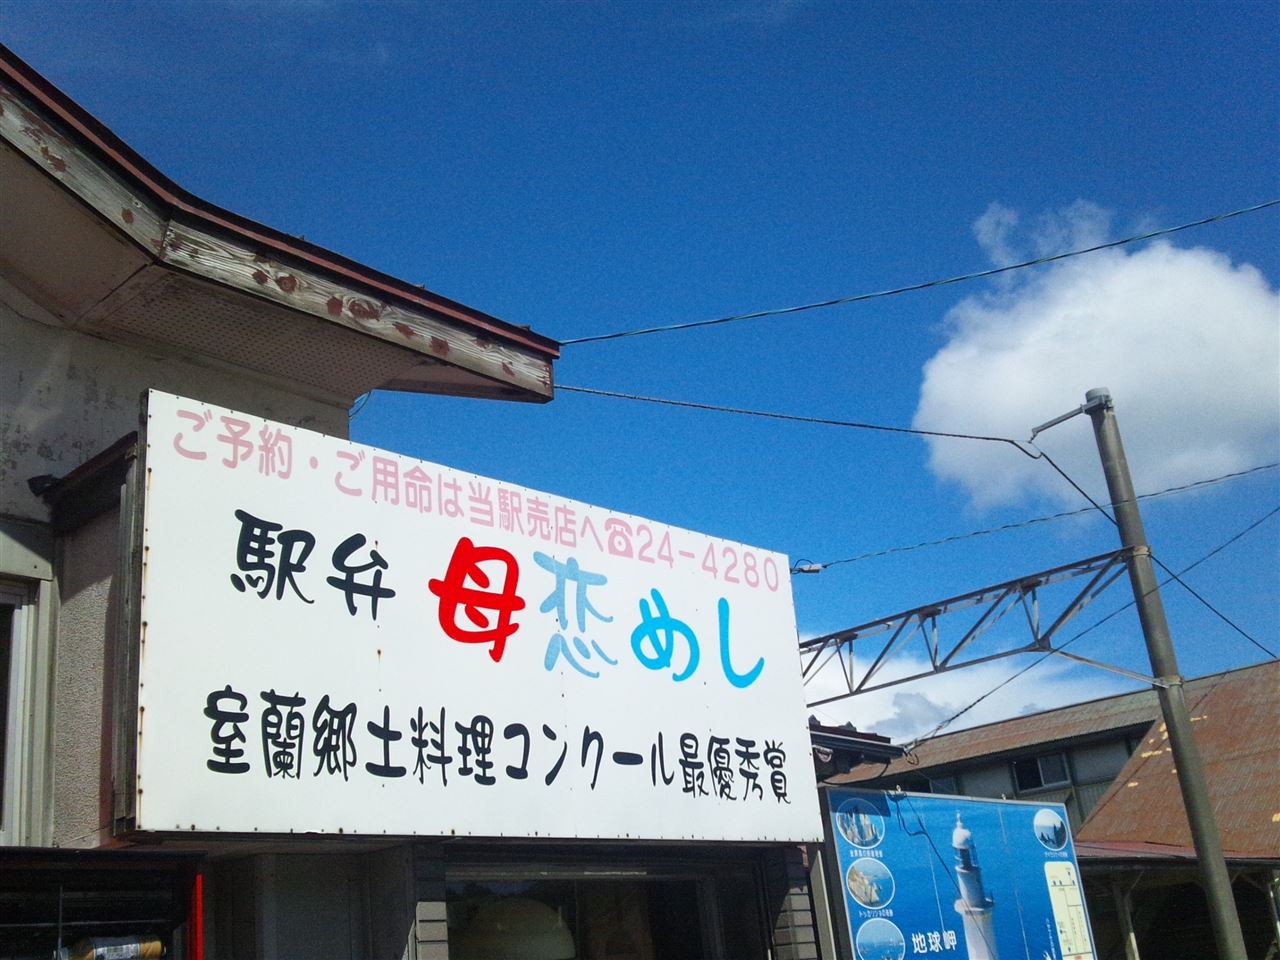 ご予約・ご用命は当駅売店へ☎24-4280
駅弁 母恋めし
室蘭郷土料理コンクール最優秀賞
地球岬